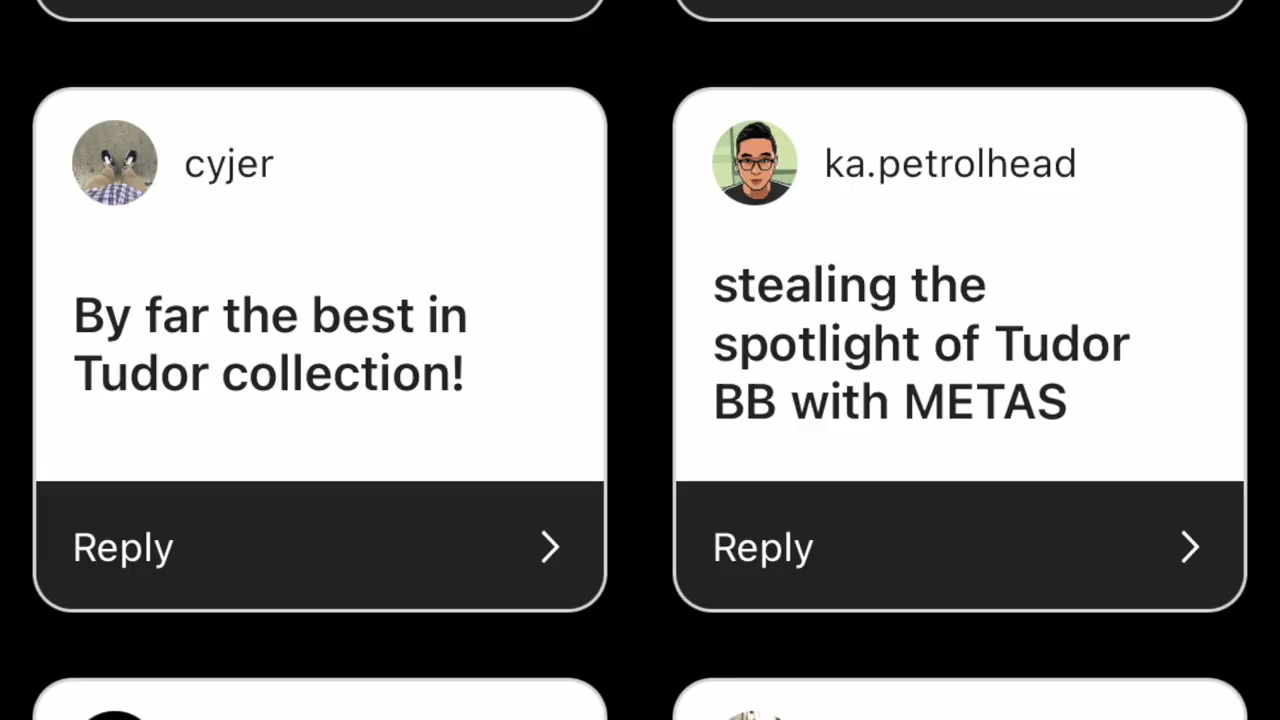 cyjer
By far the best in
Tudor collection!
Reply
ka.petrolhead
stealing the
spotlight of Tudor
BB with METAS
Reply